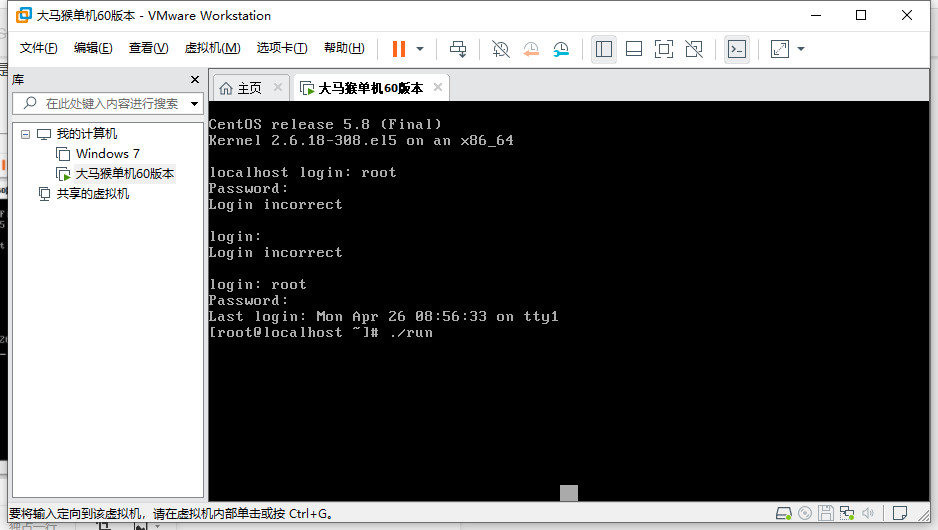 大马猴单机60版本 - VMware Workstation
文件(F) 编辑(E) 查看(V) 虚拟机(M) 选项卡(T) 帮助(H)
库
在此处键入内容进行搜索
我的计算机
Windows 7
大马猴单机60版本
共享的虚拟机
主页
大马猴单机60版本
CentOS release 5.8 (Final)
Kernel 2.6.18-308.el5 on an x86_64
localhost login: root
Password:
Login incorrect
login:
Login incorrect
login: root
Password:
Last login: Mon Apr 26 08:56:33 on tty1
[root@localhost ~]# ./run
要将输入定向到该虚拟机，请在虚拟机内部单击或按 Ctrl+G。